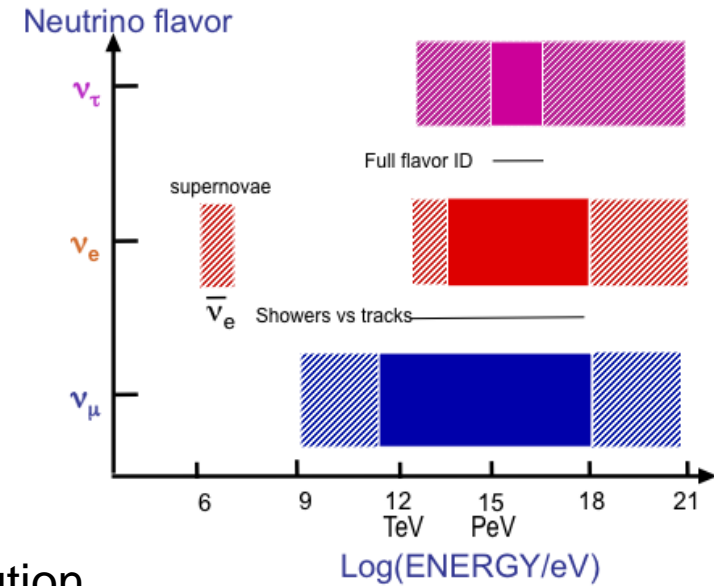 Neutrino flavor
ντ
Full flavor ID
supernovae
νe
ν̅e
Showers vs tracks
νμ
6 9 12 15 18 21
TeV PeV
Log(ENERGY/eV)